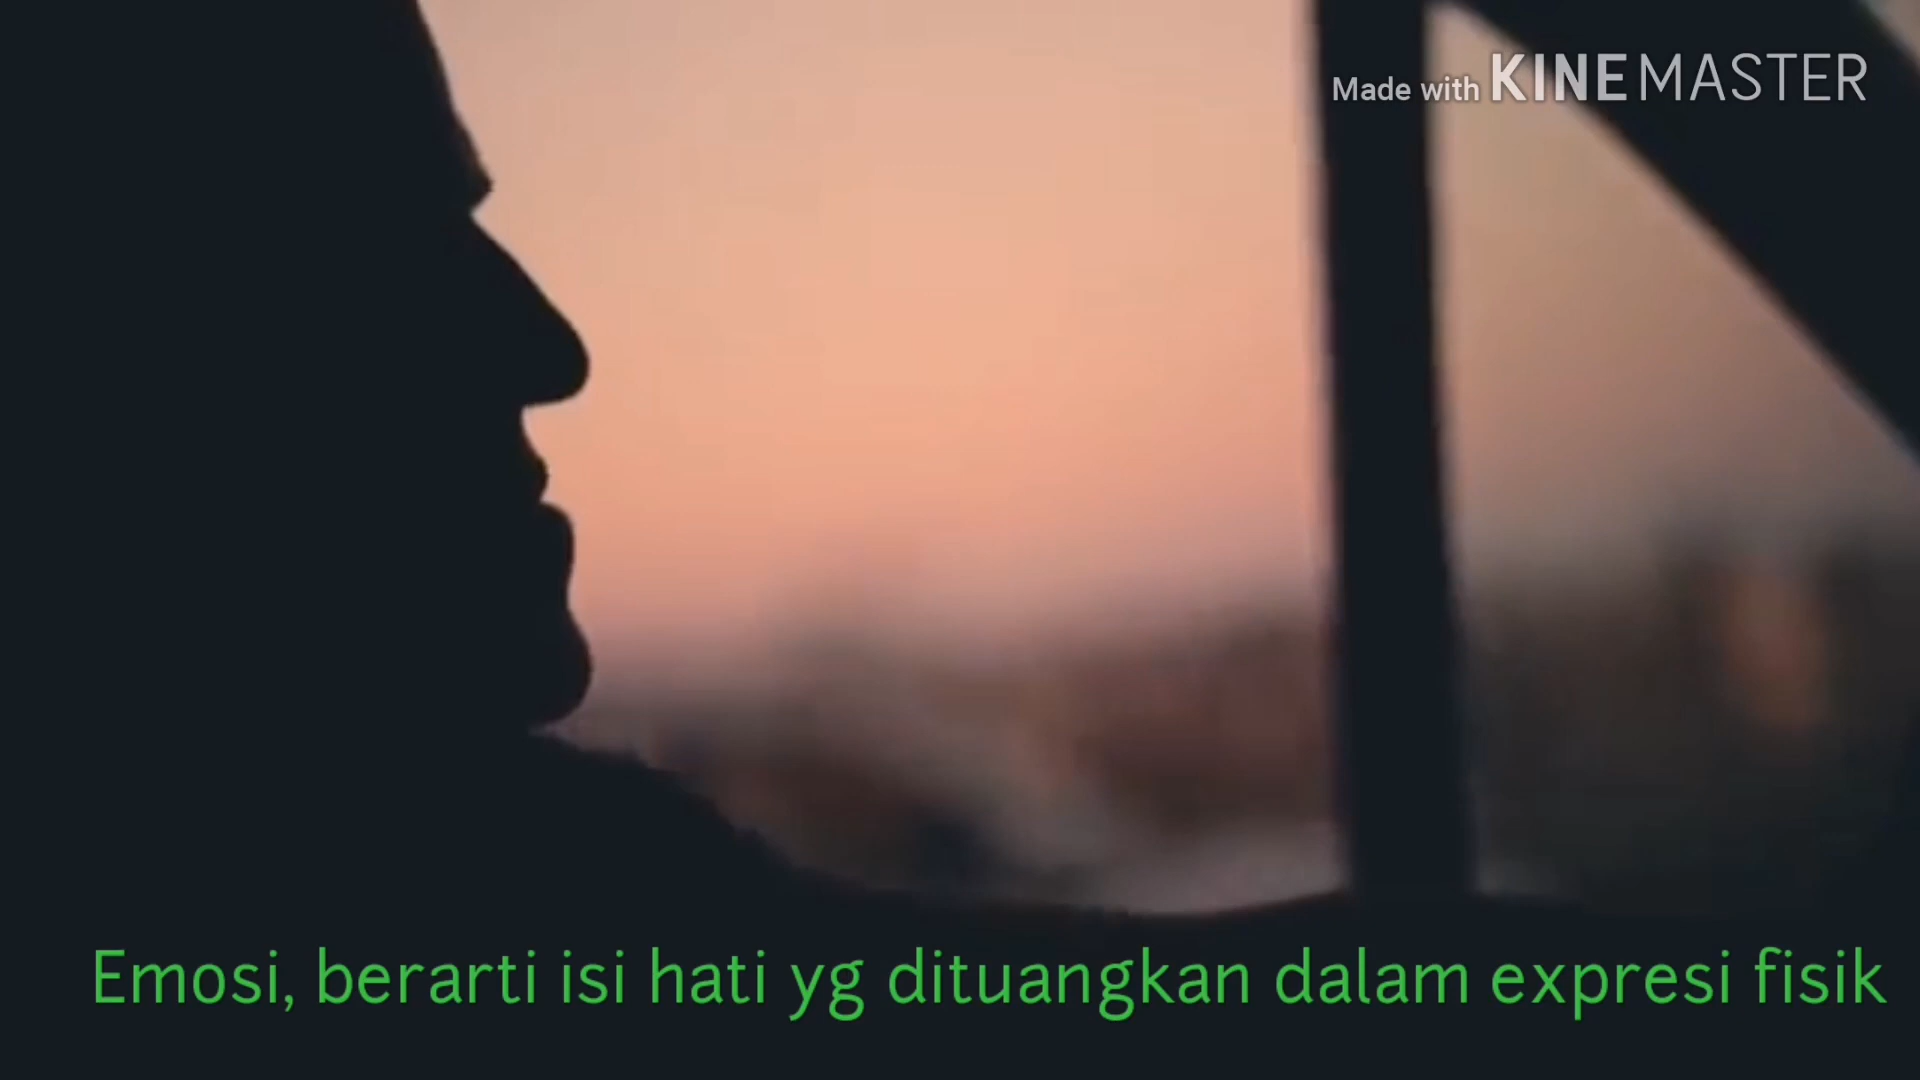 Made with KINEMASTER
Emosi, berarti isi hati yg dituangkan dalam expresi fisik